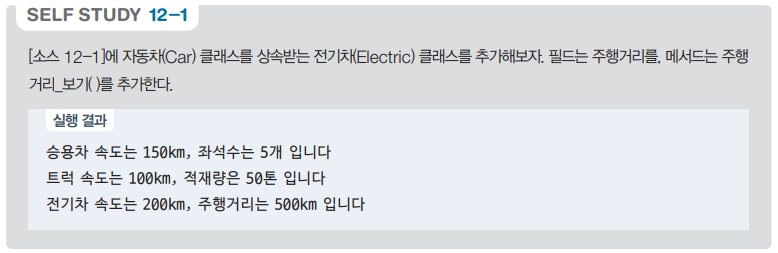 SELF STUDY 12-1
[소스 12-1]에 자동차(Car) 클래스를 상속받는 전기차(Electric) 클래스를 추가해보자. 필드는 주행거리를, 메서드는 주행
거리_보기( )를 추가한다.
실행 결과
승용차 속도는 150km, 좌석수는 5개 입니다
트럭 속도는 100km, 적재량은 50톤 입니다
전기차 속도는 200km, 주행거리는 500km 입니다